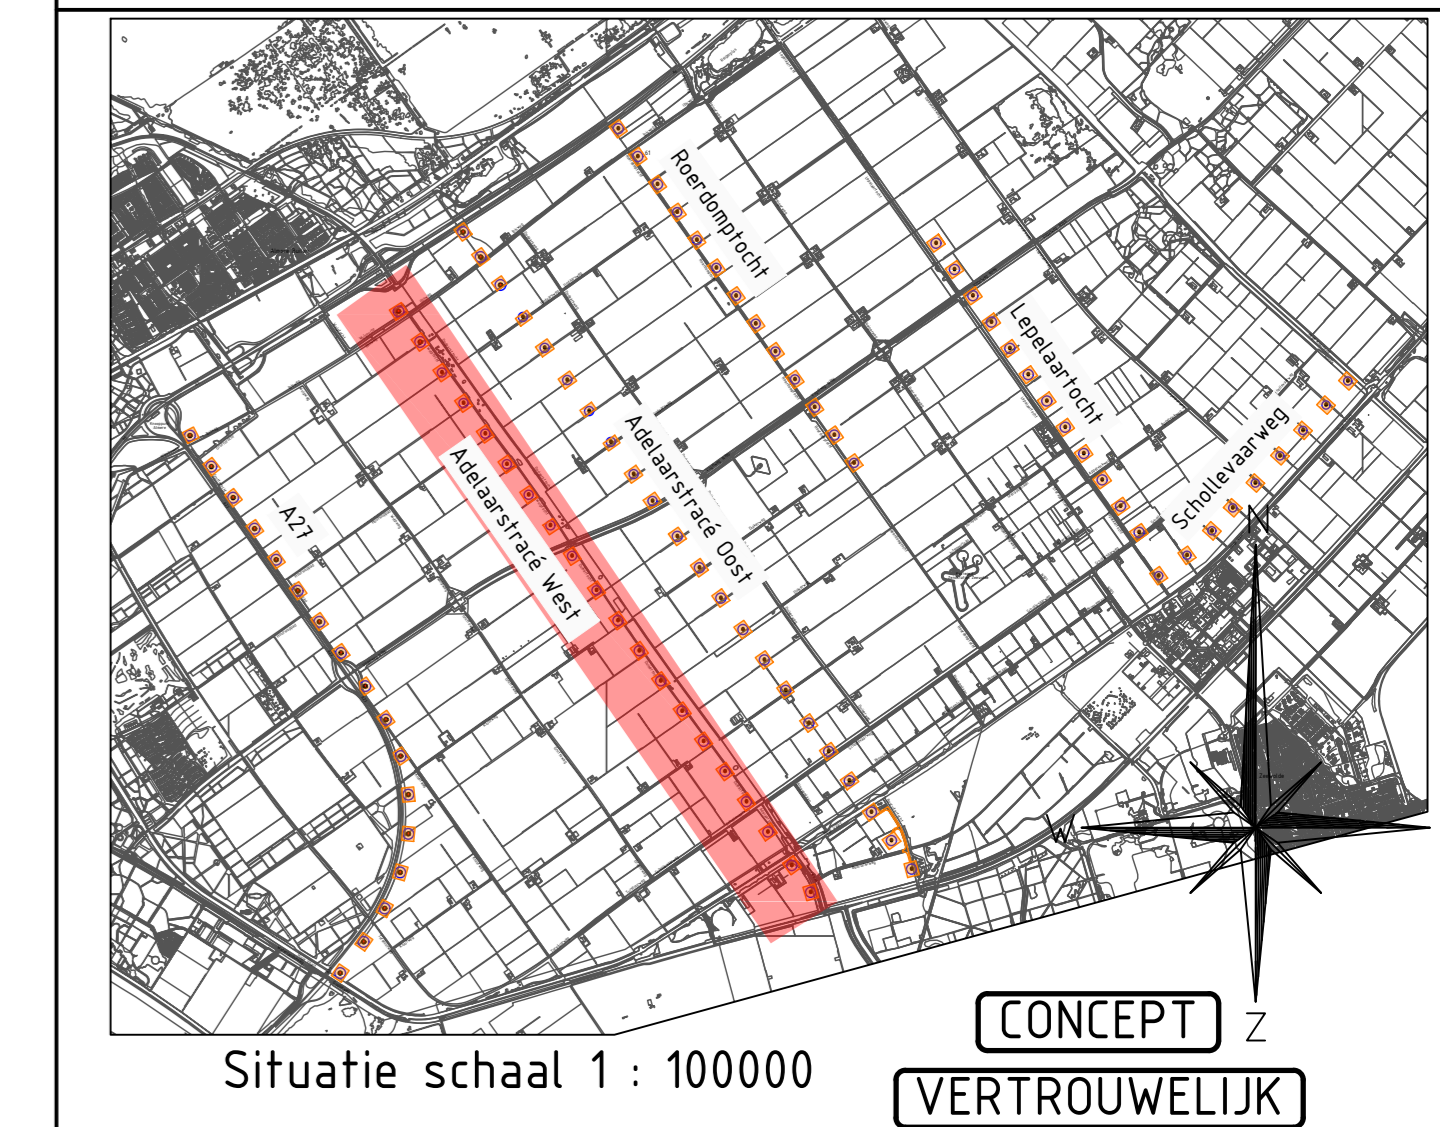 Roerdomptocht
Lepelaartocht
Adelaarstracé Oost
Schollevaarweg
Adelaarstracé West
A27
N
W
Z
CONCEPT
Situatie schaal 1 : 100000
VERTROUWELIJK